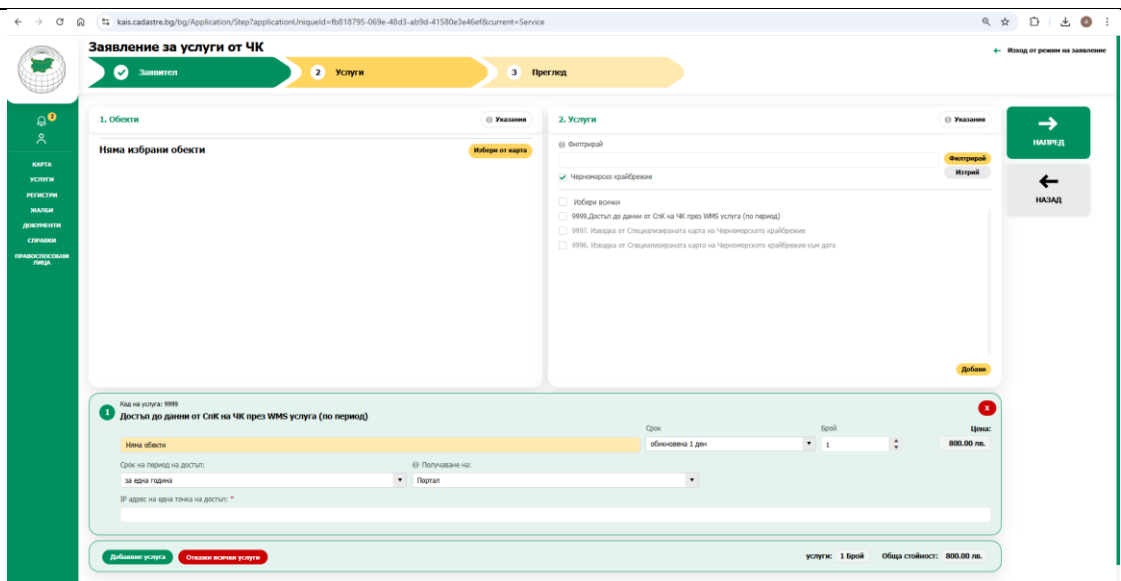 kais.cadastre.bg/bg/Application/Step?applicationUniqueId=fb818795-069e-48d3-ab9d-41580e3e46ef&current=Service
Заявление за услуги от ЧК
Изход от режим на заявление
Заявител
2 Услуги
3 Преглед
2
КАРТА
УСЛУГИ
РЕГИСТРИ
ЖАЛБИ
ДОКУМЕНТИ
СПРАВКИ
ПРАВОСПОСОБНИ
ЛИЦА
1. Обекти
Указания
Няма избрани обекти
Избери от карта
2. Услуги
Указания
Филтрирай
Филтрирай
Изтрий
Черноморско крайбрежие
Избери всички
9999.Достъп до данни от СпК на ЧК през WMS услуга (по период)
9997. Извадка от Специализираната карта на Черноморското крайбрежие
9996. Извадка от Специализираната карта на Черноморското крайбрежие към дата
Добави
НАПРЕД
НАЗАД
1
Код на услуга: 9999
Достъп до данни от СпК на ЧК през WMS услуга (по период)
X
Срок
Брой
Цена:
Няма обекти
обикновена 1 ден
1
800.00 лв.
Срок на период на достъп:
Получаване на:
за една година
Портал
IP адрес на една точка на достъп: *
Добавяне услуга
Откажи всички услуги
услуги: 1 Брой
Обща стойност: 800.00 лв.